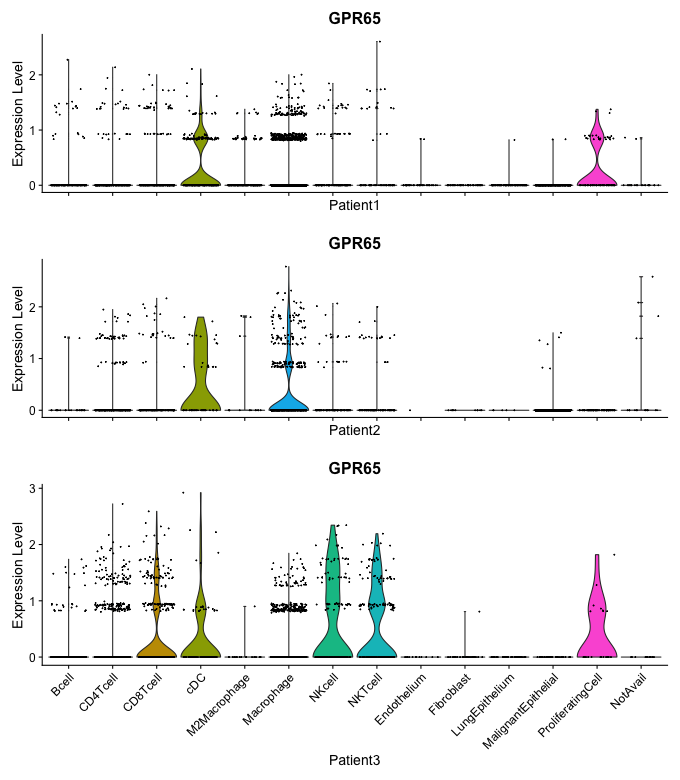 GPR65
Expression Level
2
1
0
Patient1
GPR65
Expression Level
2
1
0
Patient2
GPR65
Expression Level
3
2
1
0
Bcell
CD4Tcell
CD8Tcell
cDC
M2Macrophage
Macrophage
NKcell
NKTcell
Endothelium
Fibroblast
LungEpithelium
MalignantEpithelial
ProliferatingCell
NotAvail
Patient3